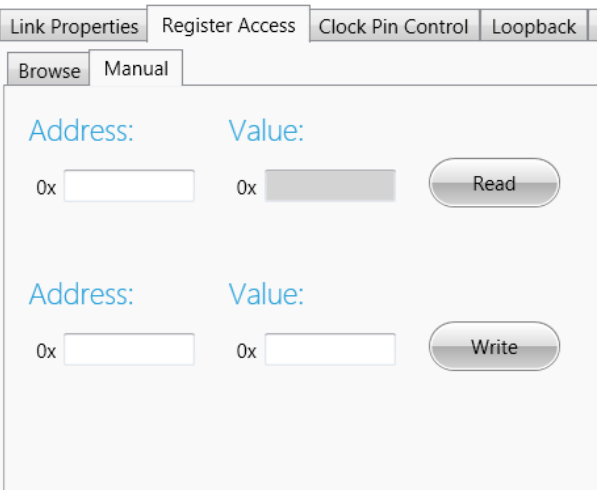 Link Properties Register Access Clock Pin Control Loopback
Browse Manual
Address: Value:
0x 0x Read
Address: Value:
0x 0x Write